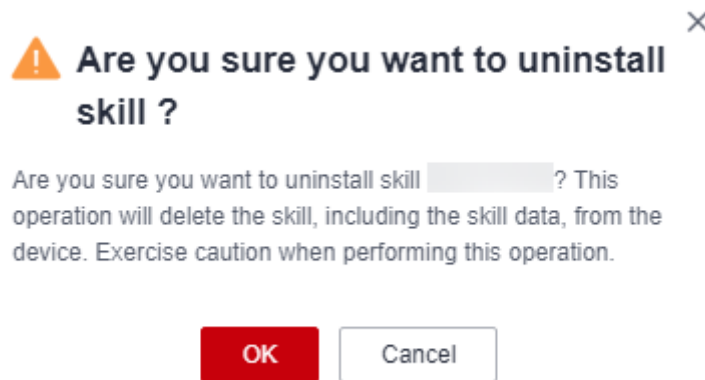 Are you sure you want to uninstall
skill ?
Are you sure you want to uninstall skill ? This
operation will delete the skill, including the skill data, from the
device. Exercise caution when performing this operation.
OK
Cancel